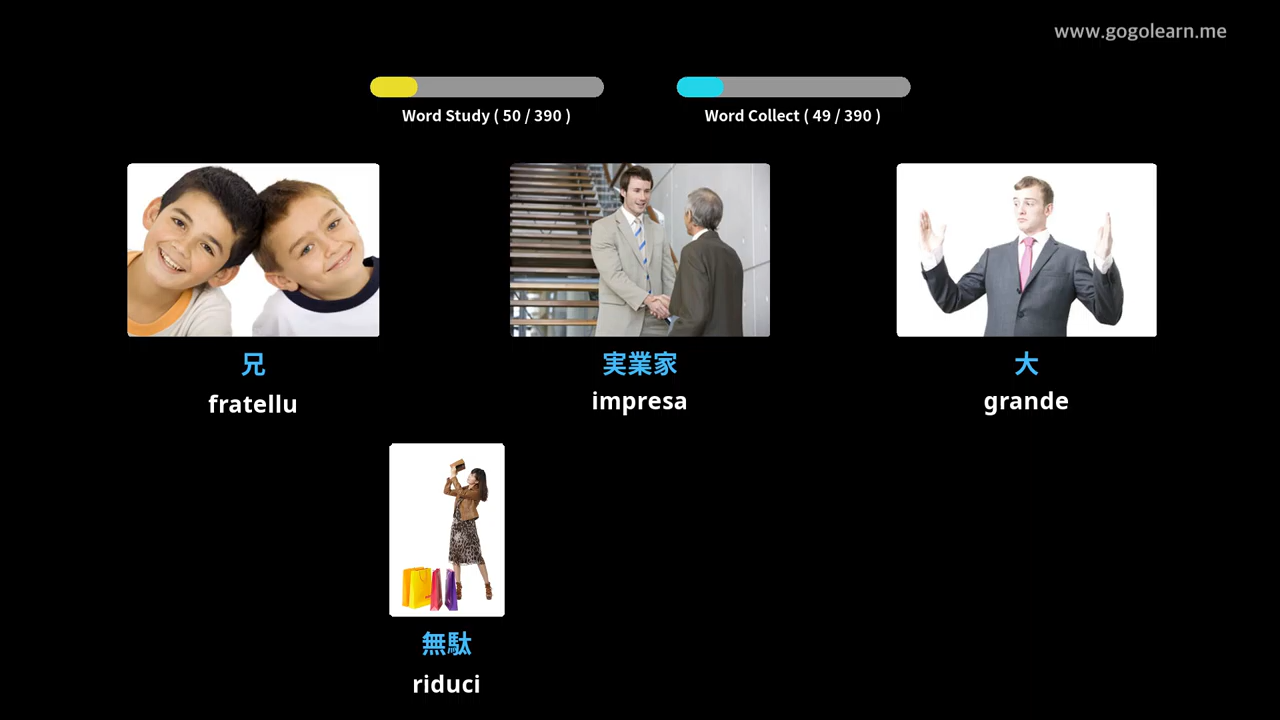 www.gogolearn.me
Word Study ( 50 / 390 )
Word Collect ( 49 / 390 )
兄
fratellu
実業家
impresa
大
grande
無駄
riduci